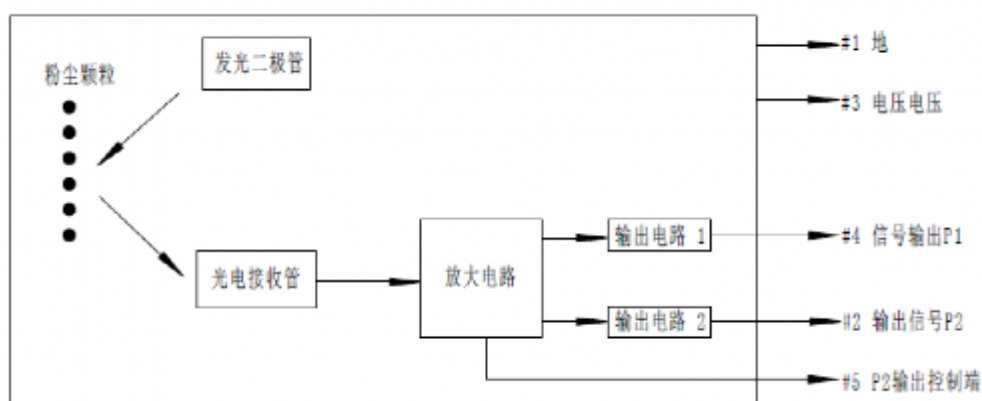 #1 地
发光二极管
粉尘颗粒
#3 电压电压
输出电路 1
#4 信号输出P1
光电接收管
放大电路
输出电路 2
#2 输出信号P2
#5 P2输出控制端